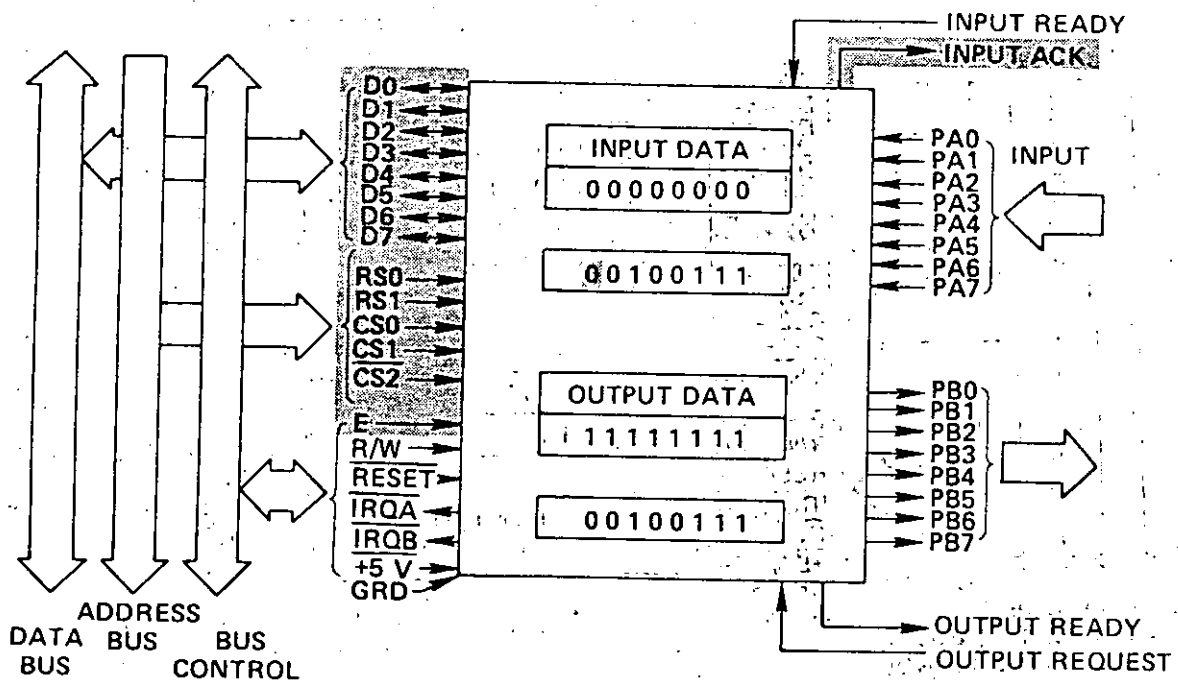 INPUT READY
INPUT ACK
D0
D1
D2
D3
D4
D5
D6
D7
RS0
RS1
CS0
CS1
CS2
E
R/W
RESET
IRQA
IRQB
+5 V
GRD
INPUT DATA
00000000
00100111
OUTPUT DATA
11111111
00100111
PA0
PA1
PA2
PA3
PA4
PA5
PA6
PA7
INPUT
PB0
PB1
PB2
PB3
PB4
PB5
PB6
PB7
OUTPUT READY
OUTPUT REQUEST
DATA
BUS
ADDRESS
BUS
BUS
CONTROL